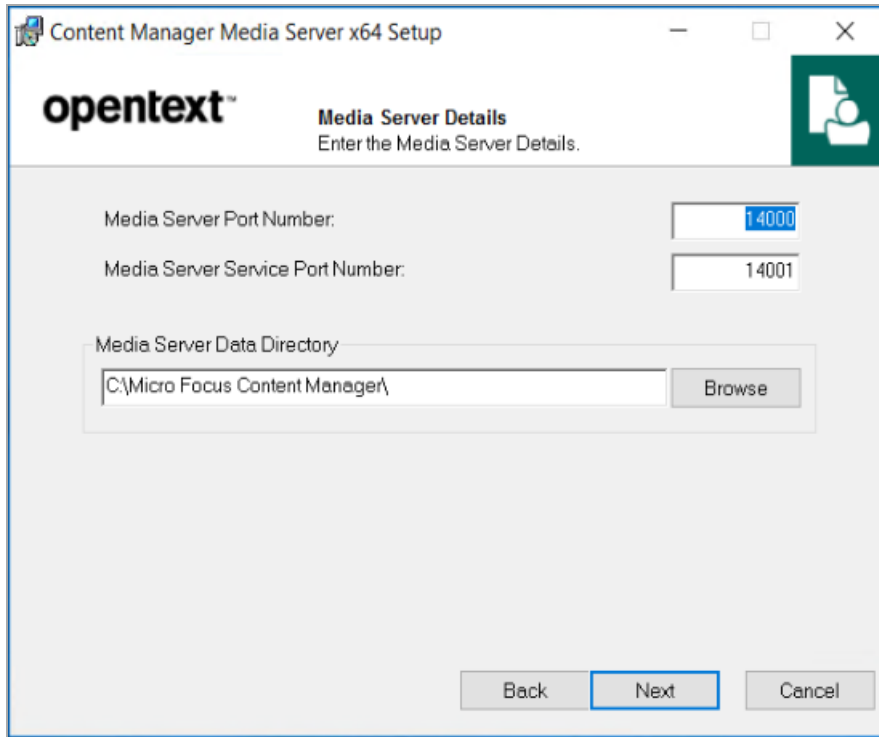 Content Manager Media Server x64 Setup
opentext™
Media Server Details
Enter the Media Server Details.
Media Server Port Number:
14000
Media Server Service Port Number:
14001
Media Server Data Directory
C:\Micro Focus Content Manager\
Browse
Back
Next
Cancel